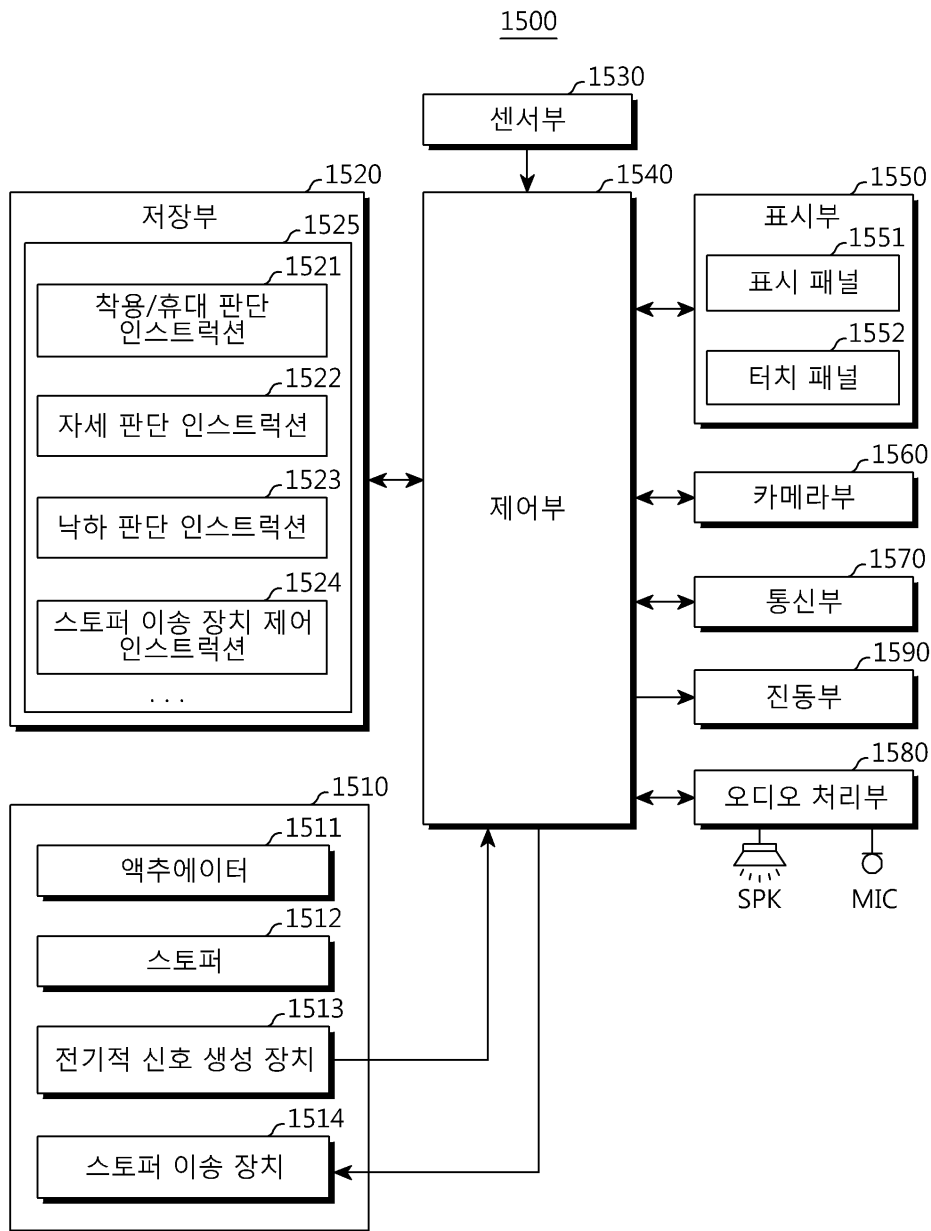 1500
1530
센서부
1520
저장부
1525
1521
착용/휴대 판단
인스트럭션
1522
자세 판단 인스트럭션
1523
낙하 판단 인스트럭션
1524
스토퍼 이송 장치 제어
인스트럭션
. . .
1540
제어부
1550
표시부
1551
표시 패널
1552
터치 패널
1560
카메라부
1570
통신부
1590
진동부
1580
오디오 처리부
SPK
MIC
1510
1511
액추에이터
1512
스토퍼
1513
전기적 신호 생성 장치
1514
스토퍼 이송 장치